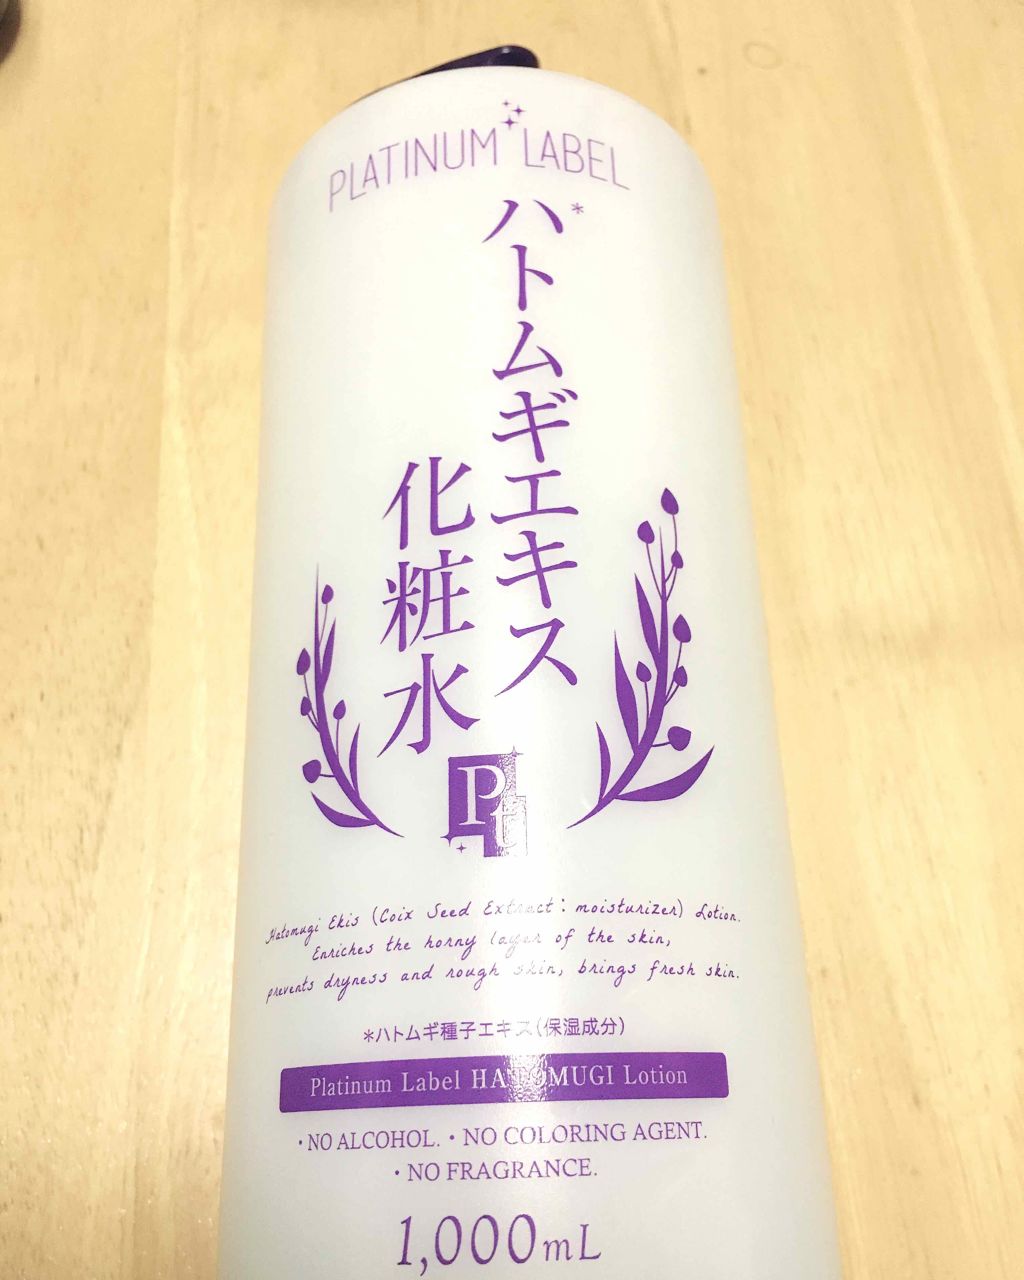 PLATINUM LABEL
ハトムギエキス*
化粧水
Pt
Hatomugi Ekis (Coix Seed Extract: moisturizer) Lotion.
Enriches the horny layer of the skin,
prevents dryness and rough skin, brings fresh skin.
*ハトムギ種子エキス(保湿成分)
Platinum Label HATOMUGI Lotion
・NO ALCOHOL.・NO COLORING AGENT.
・NO FRAGRANCE.
1,000mL